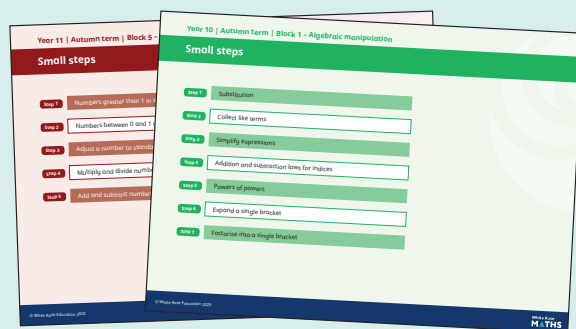 Year 11 | Autumn term | Block 5 –
Small steps
Step 1 Numbers greater than 1 in
Step 2 Numbers between 0 and 1
Step 3 Adjust a number to
Step 4 Multiply and divide
Step 5 Add and subtract
© White Rose Education 2025
Year 10 | Autumn term | Block 1 – Algebraic manipulation
Small steps
Step 1 Substitution
Step 2 Collect like terms
Step 3 Simplify expressions
Step 4 Addition and subtraction laws for indices
Step 5 Powers of powers
Step 6 Expand a single bracket
Step 7 Factorise into a single bracket
© White Rose Education 2025
White Rose
MATHS